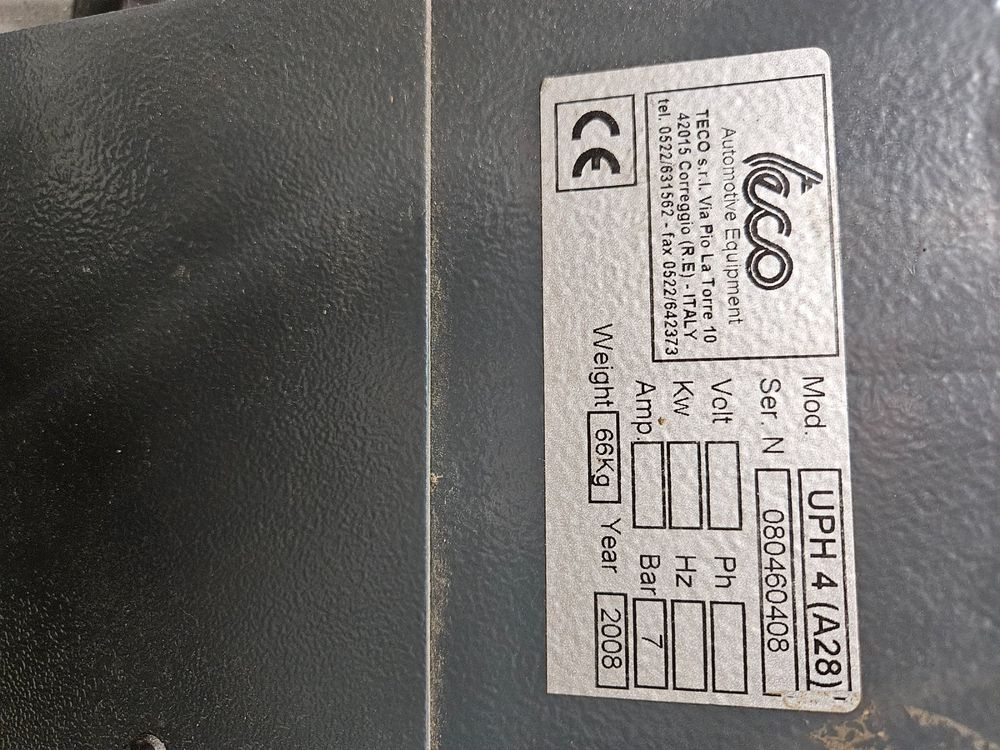 Teco
Automotive Equipment
TECO s.r.l. Via Pio La Torre 10
42015 Correggio (R.E) - ITALY
tel. 0522/631562 - fax 0522/642373
CE
Mod. UPH 4 (A28)
Ser. N 080460408
Volt Ph
Kw Hz
Amp. Bar 7
Weight 66Kg Year 2008